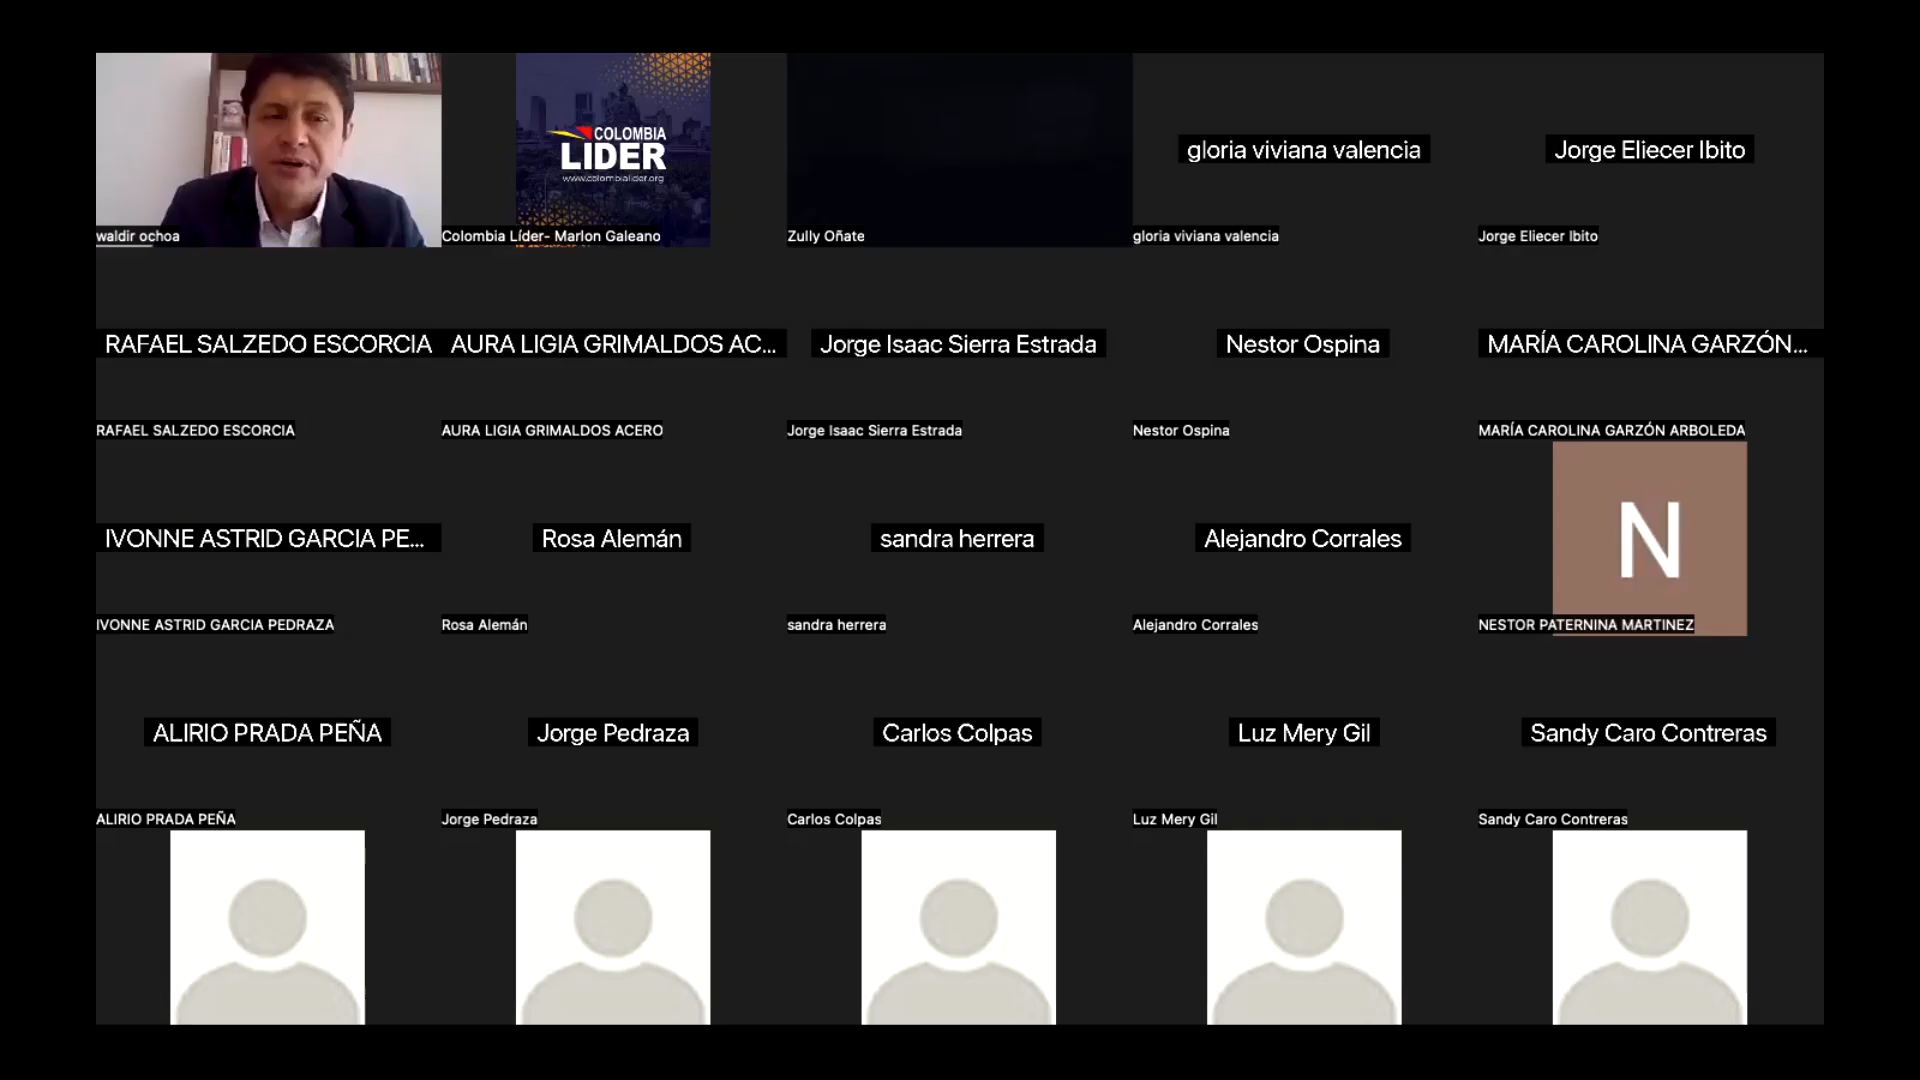 COLOMBIA
LIDER
www.colombialider.org
waldir ochoa
Colombia Líder- Marlon Galeano
Zully Oñate
gloria viviana valencia
gloria viviana valencia
Jorge Eliecer Ibito
Jorge Eliecer Ibito
RAFAEL SALZEDO ESCORCIA
RAFAEL SALZEDO ESCORCIA
AURA LIGIA GRIMALDOS AC...
AURA LIGIA GRIMALDOS ACERO
Jorge Isaac Sierra Estrada
Jorge Isaac Sierra Estrada
Nestor Ospina
Nestor Ospina
MARÍA CAROLINA GARZÓN...
MARÍA CAROLINA GARZÓN ARBOLEDA
IVONNE ASTRID GARCIA PE...
IVONNE ASTRID GARCIA PEDRAZA
Rosa Alemán
Rosa Alemán
sandra herrera
sandra herrera
Alejandro Corrales
Alejandro Corrales
N
NESTOR PATERNINA MARTINEZ
ALIRIO PRADA PEÑA
ALIRIO PRADA PEÑA
Jorge Pedraza
Jorge Pedraza
Carlos Colpas
Carlos Colpas
Luz Mery Gil
Luz Mery Gil
Sandy Caro Contreras
Sandy Caro Contreras